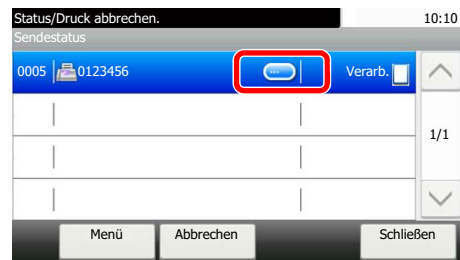 Status/Druck abbrechen. 10:10
Sendestatus
0005 0123456 ... Verarb.
1/1
Menü Abbrechen Schließen